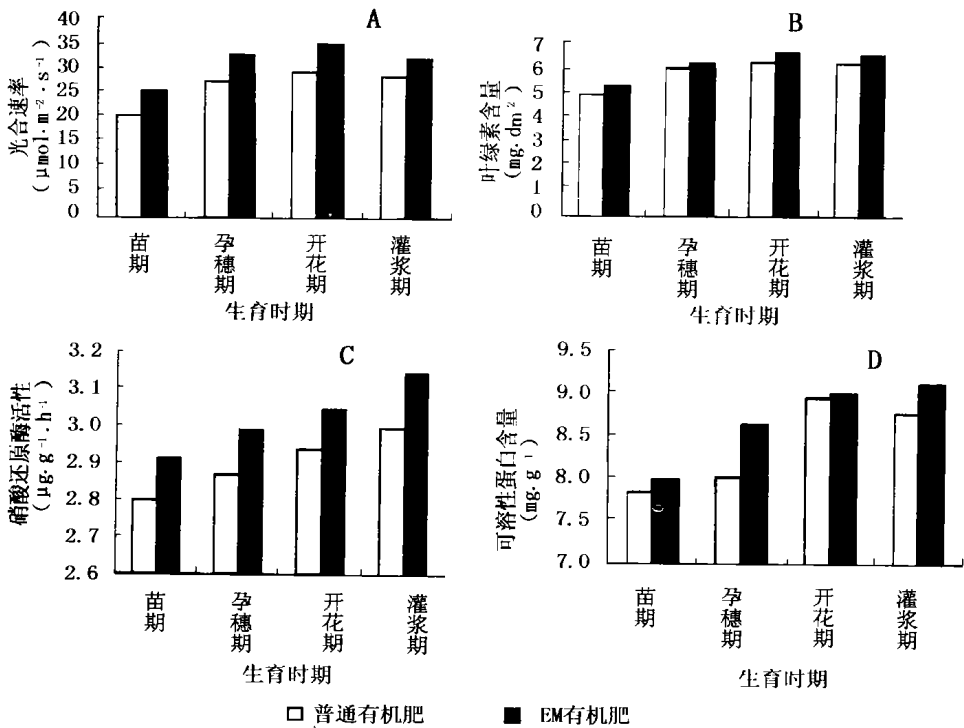 A
光合速率
(μmol·m⁻²·s⁻¹)
40
35
30
25
20
15
10
5
0
苗期
孕穗期
开花期
灌浆期
生育时期
B
叶绿素含量
(mg·dm²)
7
6
5
4
3
2
1
0
苗期
孕穗期
开花期
灌浆期
生育时期
C
硝酸还原酶活性
(μg·g⁻¹·h⁻¹)
3.2
3.1
3.0
2.9
2.8
2.7
2.6
苗期
孕穗期
开花期
灌浆期
生育时期
D
可溶性蛋白含量
(mg·g⁻¹)
9.5
9.0
8.5
8.0
7.5
7.0
苗期
孕穗期
开花期
灌浆期
生育时期
普通有机肥
EM有机肥